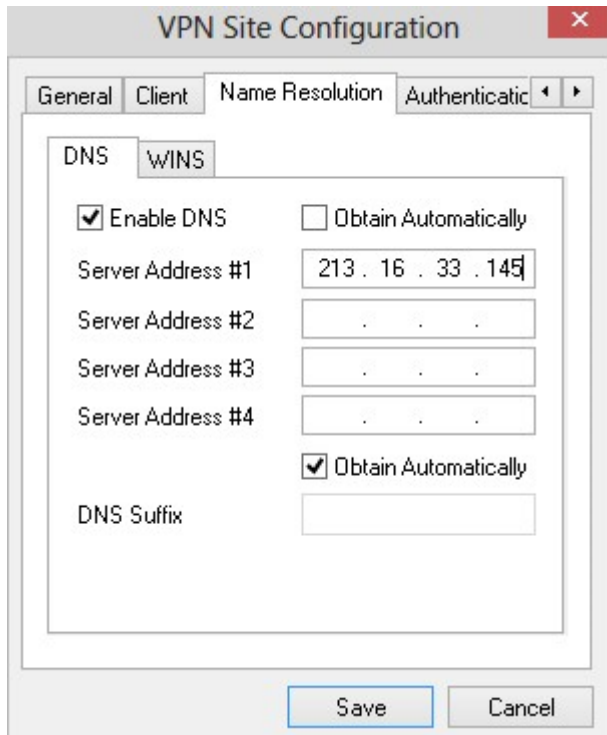 VPN Site Configuration
General Client Name Resolution Authenticatic
DNS WINS
Enable DNS Obtain Automatically
Server Address #1 213 . 16 . 33 . 145
Server Address #2 . . .
Server Address #3 . . .
Server Address #4 . . .
Obtain Automatically
DNS Suffix
Save Cancel